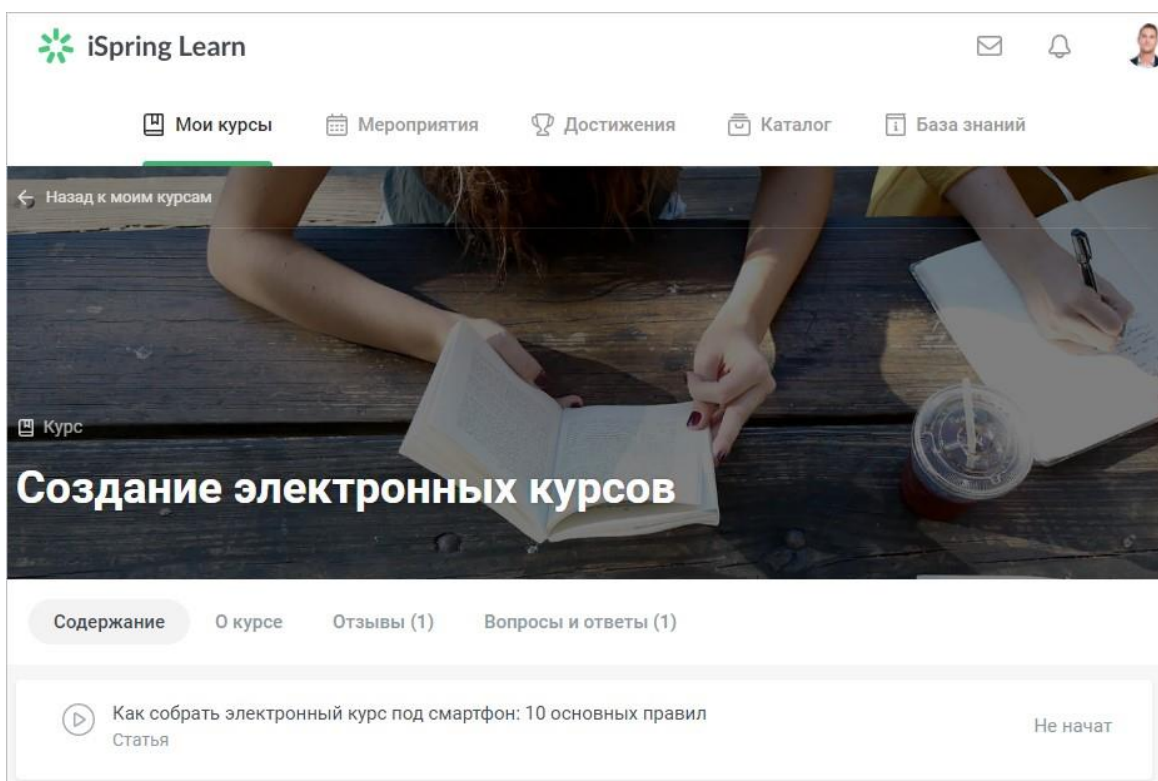 iSpring Learn
Мои курсы Мероприятия Достижения Каталог База знаний
Назад к моим курсам
Курс
Создание электронных курсов
Содержание О курсе Отзывы (1) Вопросы и ответы (1)
Как собрать электронный курс под смартфон: 10 основных правил
Статья
Не начат